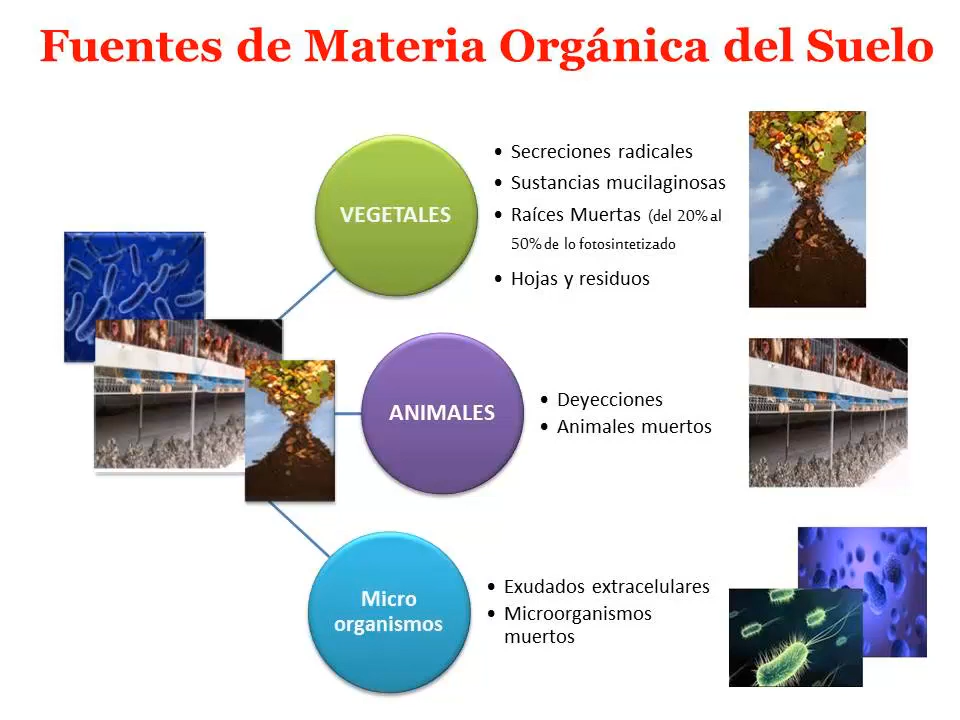 Fuentes de Materia Orgánica del Suelo
VEGETALES
• Secreciones radicales
• Sustancias mucilaginosas
• Raíces Muertas (del 20% al
50% de lo fotosintetizado
• Hojas y residuos
ANIMALES
• Deyecciones
• Animales muertos
Micro
organismos
• Exudados extracelulares
• Microorganismos
muertos